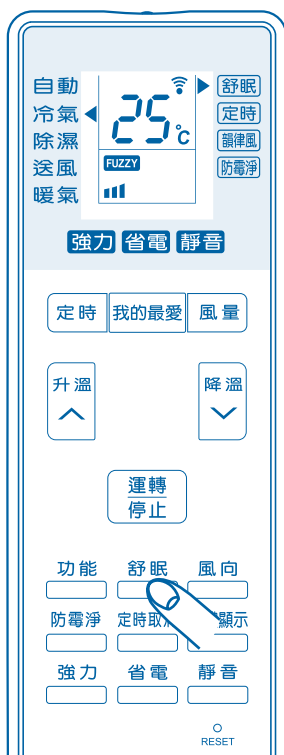 自動
冷氣
除濕
送風
暖氣
25℃
FUZZY
舒眠
定時
韻律風
防霉淨
強力 省電 靜音
定時 我的最愛 風量
升溫 降溫
運轉
停止
功能 舒眠 風向
防霉淨 定時取 顯示
強力 省電 靜音
RESET